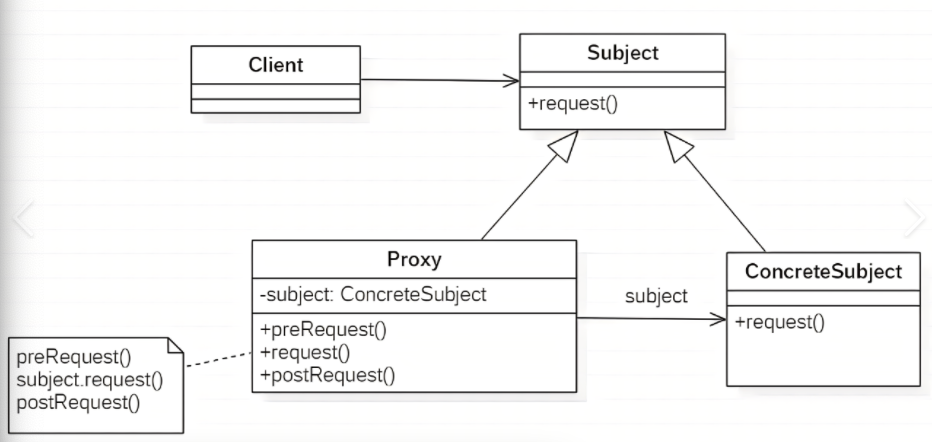 Client
Subject
+request()
Proxy
-subject: ConcreteSubject
+preRequest()
+request()
+postRequest()
subject
ConcreteSubject
+request()
preRequest()
subject.request()
postRequest()